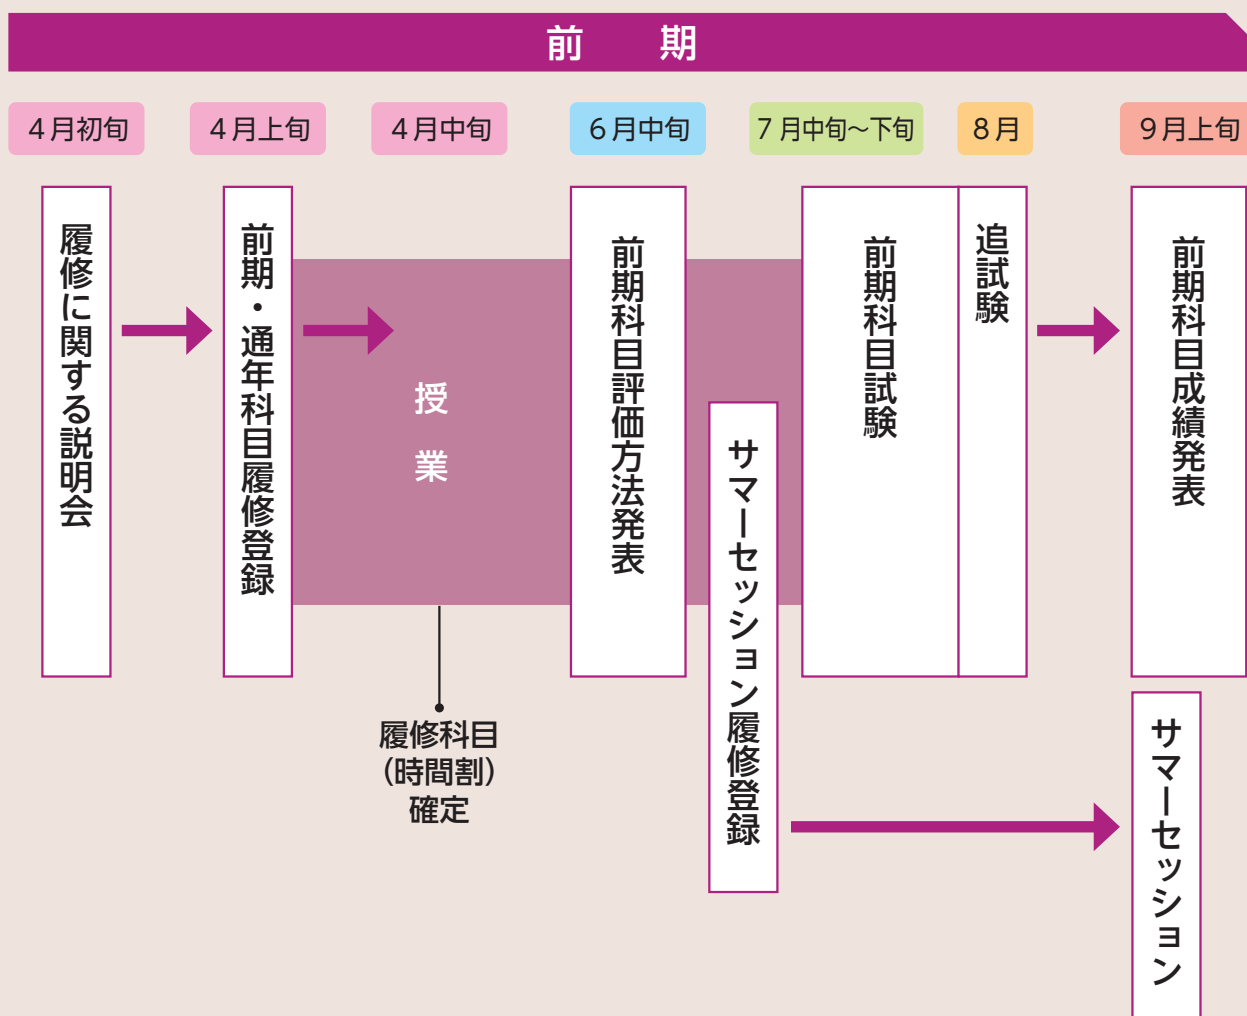 前期
4月初旬
4月上旬
4月中旬
6月中旬
7月中旬～下旬
8月
9月上旬
履修に関する説明会
前期・通年科目履修登録
授業
履修科目
(時間割)
確定
前期科目評価方法発表
サマーセッション履修登録
前期科目試験
追試験
前期科目成績発表
サマーセッション